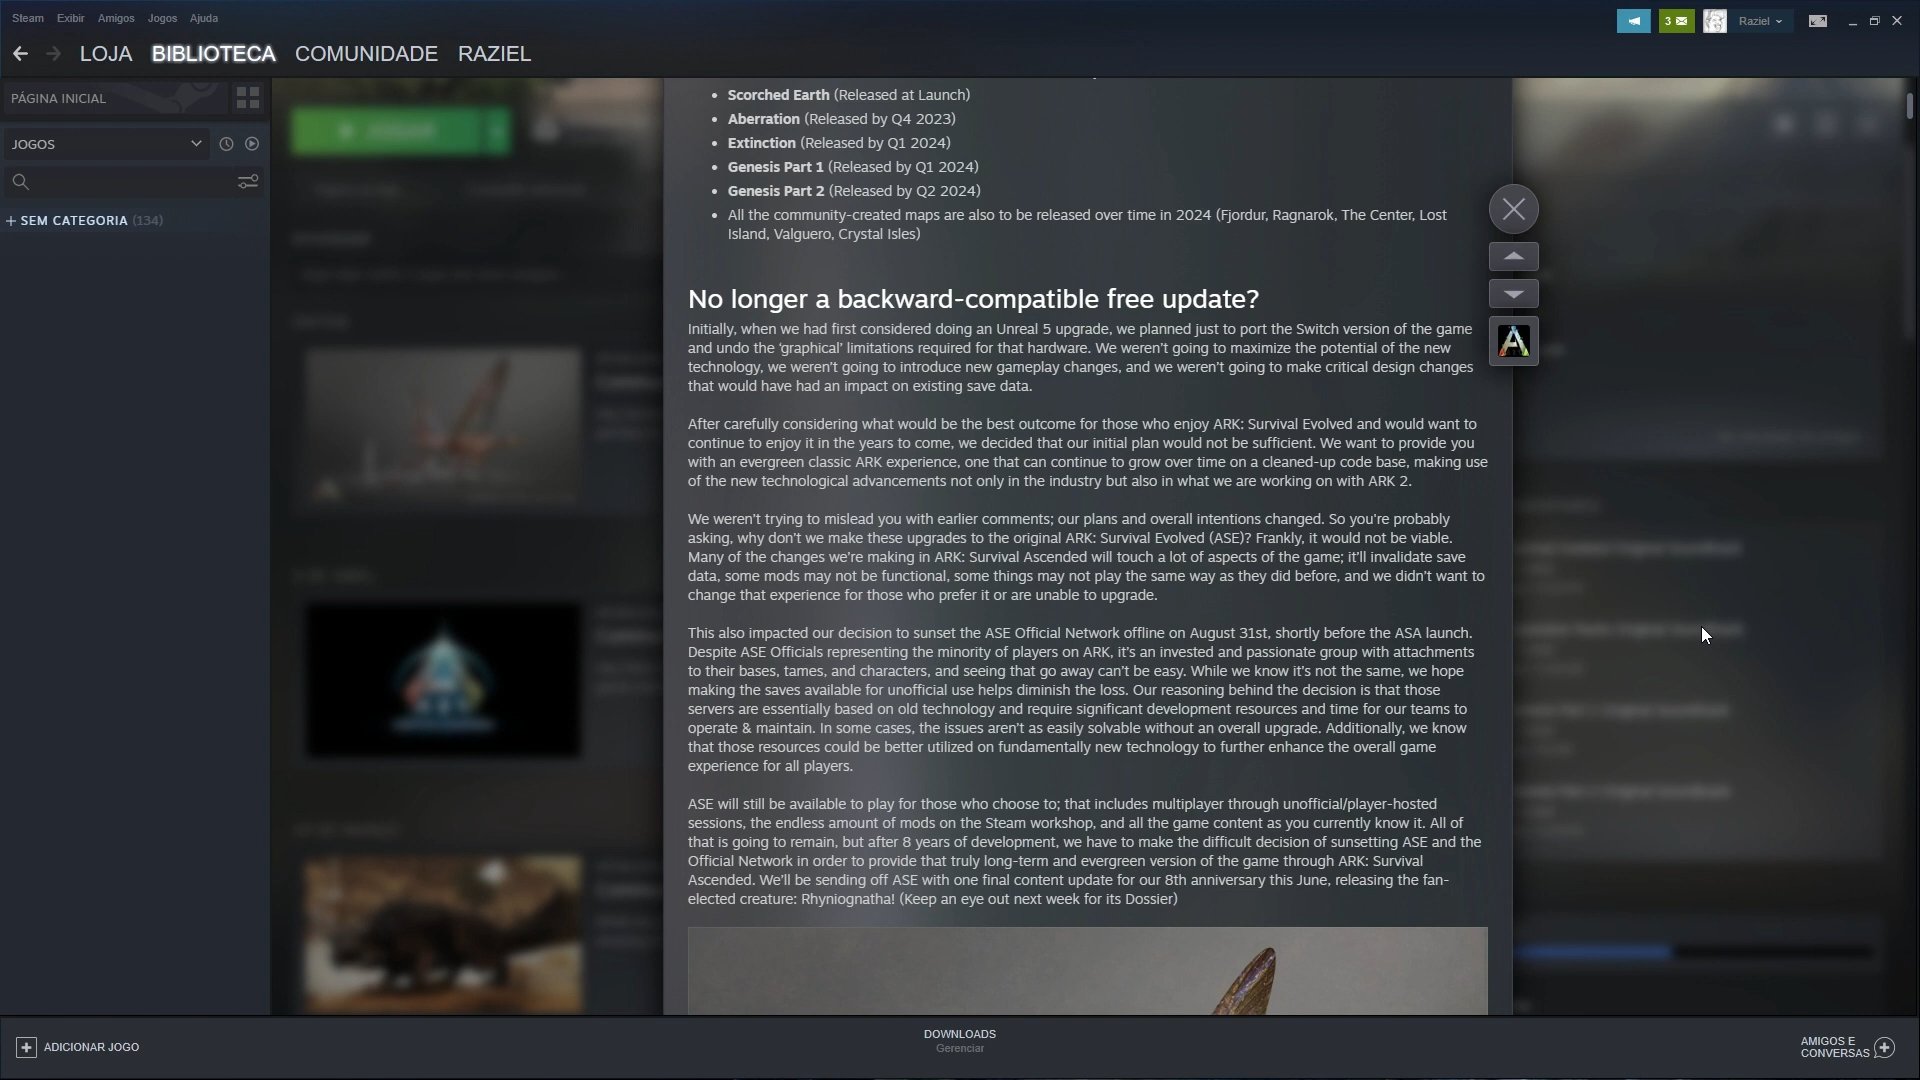 Steam Exibir Amigos Jogos Ajuda
3
Raziel
LOJA BIBLIOTECA COMUNIDADE RAZIEL
PÁGINA INICIAL
JOGOS
+ SEM CATEGORIA (134)
• Scorched Earth (Released at Launch)
• Aberration (Released by Q4 2023)
• Extinction (Released by Q1 2024)
• Genesis Part 1 (Released by Q1 2024)
• Genesis Part 2 (Released by Q2 2024)
• All the community-created maps are also to be released over time in 2024 (Fjordur, Ragnarok, The Center, Lost
Island, Valguero, Crystal Isles)
No longer a backward-compatible free update?
Initially, when we had first considered doing an Unreal 5 upgrade, we planned just to port the Switch version of the game
and undo the ‘graphical’ limitations required for that hardware. We weren’t going to maximize the potential of the new
technology, we weren’t going to introduce new gameplay changes, and we weren’t going to make critical design changes
that would have had an impact on existing save data.
After carefully considering what would be the best outcome for those who enjoy ARK: Survival Evolved and would want to
continue to enjoy it in the years to come, we decided that our initial plan would not be sufficient. We want to provide you
with an evergreen classic ARK experience, one that can continue to grow over time on a cleaned-up code base, making use
of the new technological advancements not only in the industry but also in what we are working on with ARK 2.
We weren’t trying to mislead you with earlier comments; our plans and overall intentions changed. So you’re probably
asking, why don’t we make these upgrades to the original ARK: Survival Evolved (ASE)? Frankly, it would not be viable.
Many of the changes we’re making in ARK: Survival Ascended will touch a lot of aspects of the game; it’ll invalidate save
data, some mods may not be functional, some things may not play the same way as they did before, and we didn’t want to
change that experience for those who prefer it or are unable to upgrade.
This also impacted our decision to sunset the ASE Official Network offline on August 31st, shortly before the ASA launch.
Despite ASE Officials representing the minority of players on ARK, it’s an invested and passionate group with attachments
to their bases, tames, and characters, and seeing that go away can’t be easy. While we know it’s not the same, we hope
making the saves available for unofficial use helps diminish the loss. Our reasoning behind the decision is that those
servers are essentially based on old technology and require significant development resources and time for our teams to
operate & maintain. In some cases, the issues aren’t as easily solvable without an overall upgrade. Additionally, we know
that those resources could be better utilized on fundamentally new technology to further enhance the overall game
experience for all players.
ASE will still be available to play for those who choose to; that includes multiplayer through unofficial/player-hosted
sessions, the endless amount of mods on the Steam workshop, and all the game content as you currently know it. All of
that is going to remain, but after 8 years of development, we have to make the difficult decision of sunsetting ASE and the
Official Network in order to provide that truly long-term and evergreen version of the game through ARK: Survival
Ascended. We’ll be sending off ASE with one final content update for our 8th anniversary this June, releasing the fan-
elected creature: Rhyniognatha! (Keep an eye out next week for its Dossier)
ADICIONAR JOGO
DOWNLOADS
Gerenciar
AMIGOS E
CONVERSAS